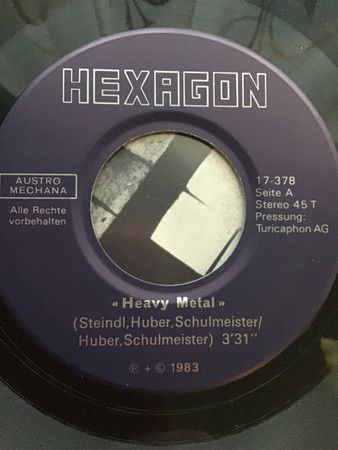 HEXAGON
AUSTRO
MECHANA
Alle Rechte
vorbehalten
17-378
Seite A
Stereo 45 T
Pressung:
Turicaphon AG
«Heavy Metal»
(Steindl,Huber,Schulmeister/
Huber,Schulmeister) 3'31"
℗ + © 1983